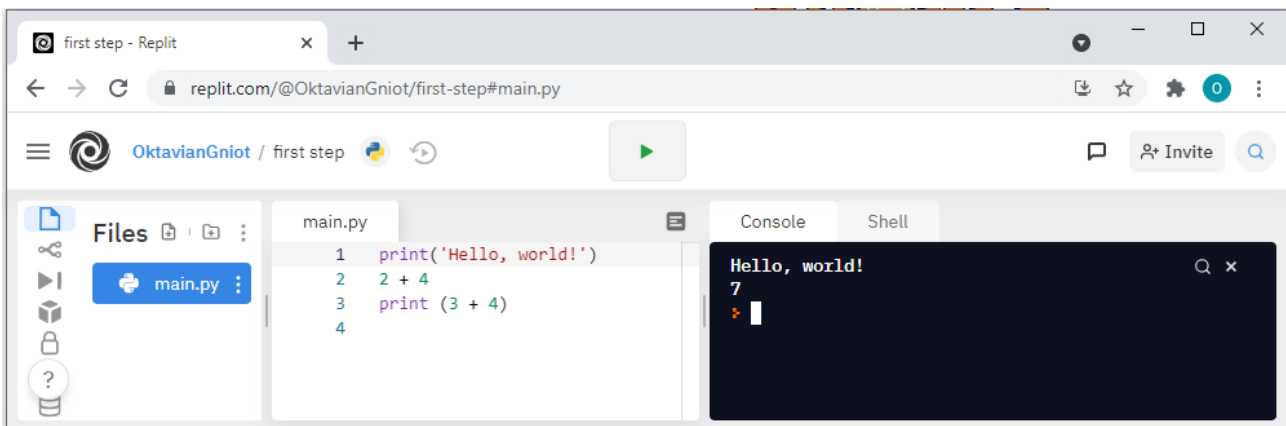 first step - Replit
replit.com/@OktavianGniot/first-step#main.py
O
OktavianGniot / first step
Invite
Files
main.py
?
main.py
1 print('Hello, world!')
2 2 + 4
3 print (3 + 4)
4
Console Shell
Hello, world!
7